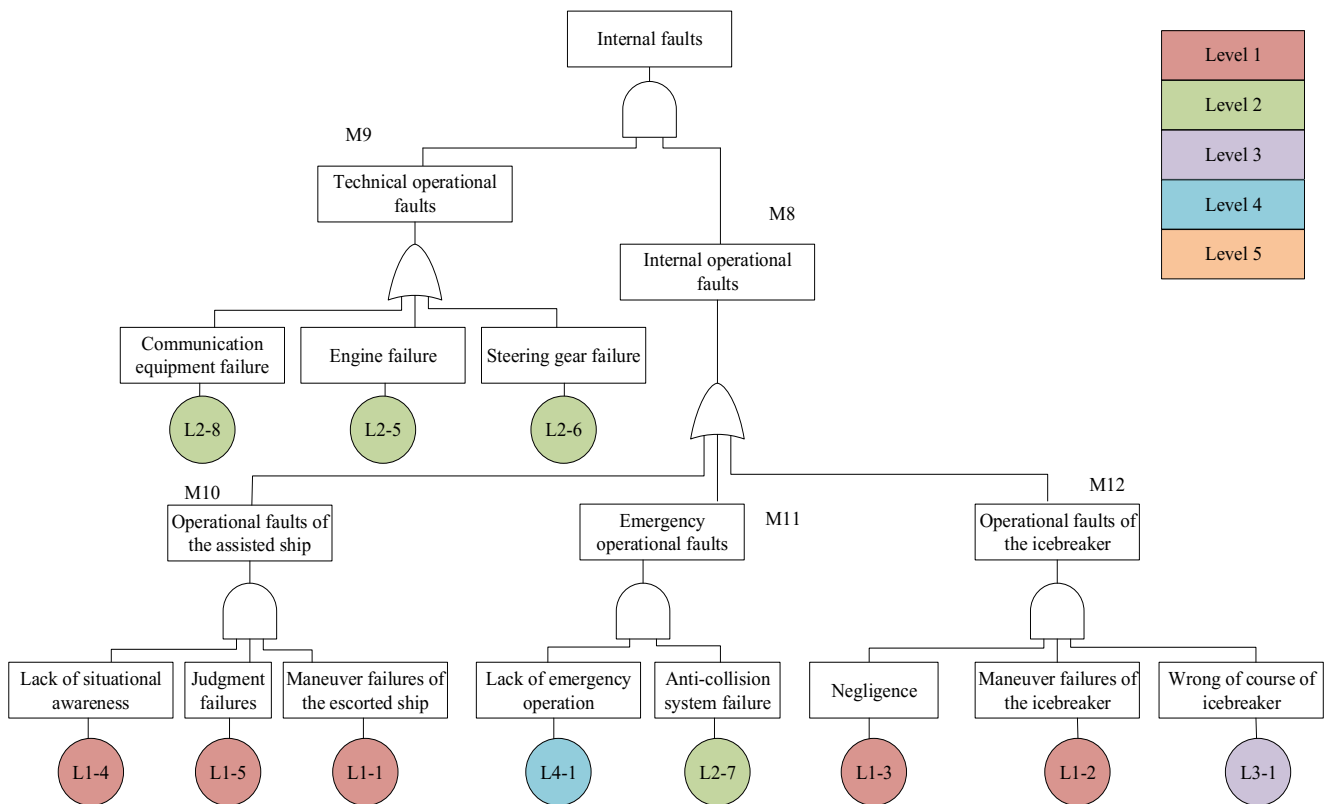 Internal faults
Level 1
Level 2
Level 3
Level 4
Level 5
M9
Technical operational
faults
M8
Internal operational
faults
Communication
equipment failure
Engine failure
Steering gear failure
L2-8
L2-5
L2-6
M10
Operational faults of
the assisted ship
Emergency
operational faults
M11
M12
Operational faults of
the icebreaker
Lack of situational
awareness
Judgment
failures
Maneuver failures of
the escorted ship
Lack of emergency
operation
Anti-collision
system failure
Negligence
Maneuver failures of
the icebreaker
Wrong of course of
icebreaker
L1-4
L1-5
L1-1
L4-1
L2-7
L1-3
L1-2
L3-1